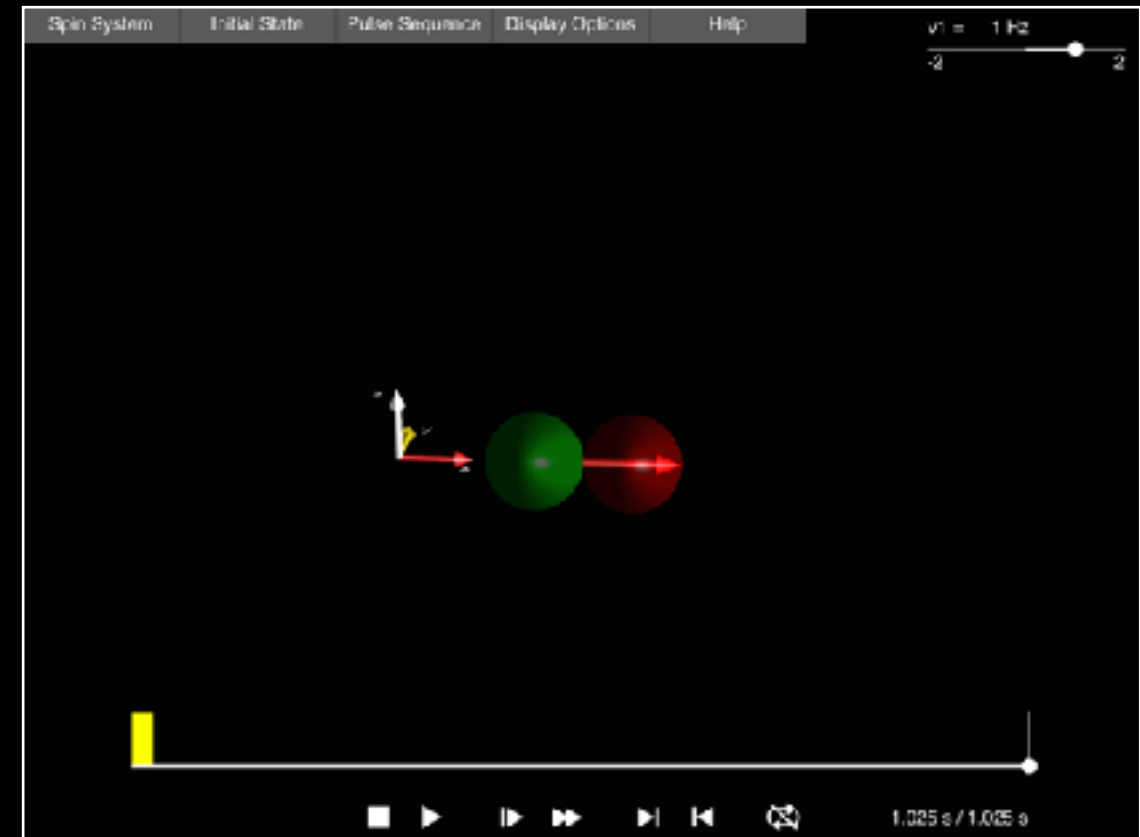 Spin System Initial State Pulse Sequence Display Options Help
ν1 = 1 Hz
-2 2
1.025 s / 1.025 s